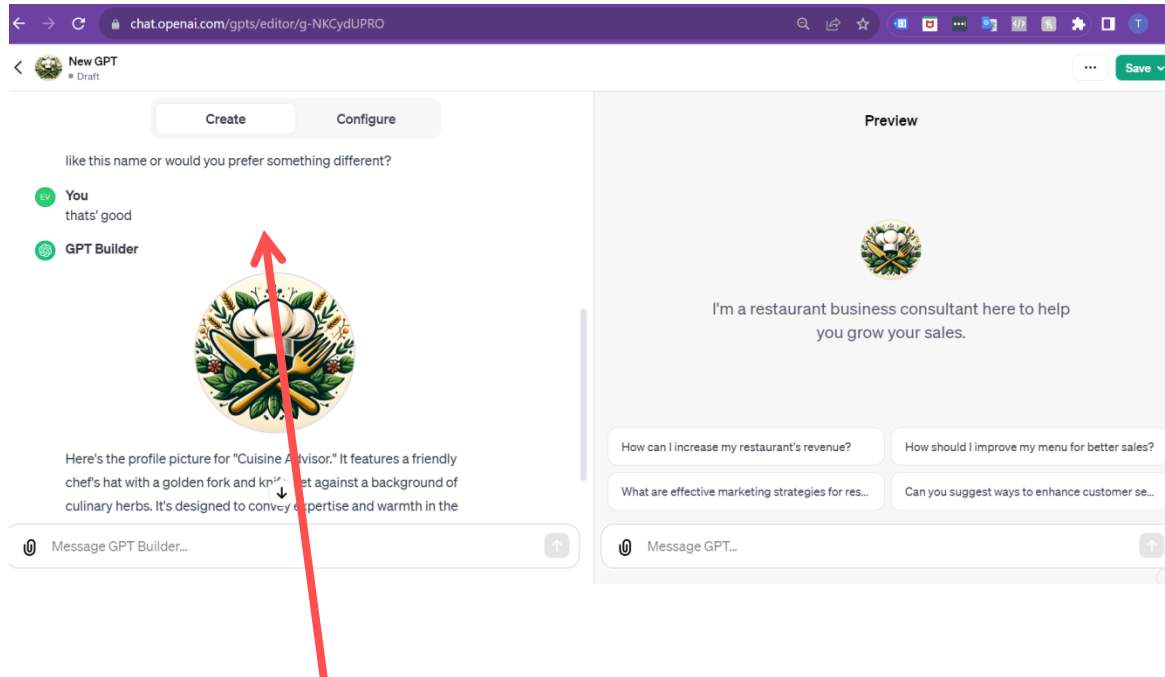 chat.openai.com/gpts/editor/g-NKCydUPRO
T
New GPT
Draft
Save
Create
Configure
like this name or would you prefer something different?
EV
You
thats' good
GPT Builder
Here's the profile picture for "Cuisine Advisor." It features a friendly
chef's hat with a golden fork and knife set against a background of
culinary herbs. It's designed to convey expertise and warmth in the
Message GPT Builder...
Preview
I'm a restaurant business consultant here to help
you grow your sales.
How can I increase my restaurant's revenue?
How should I improve my menu for better sales?
What are effective marketing strategies for res...
Can you suggest ways to enhance customer se...
Message GPT...